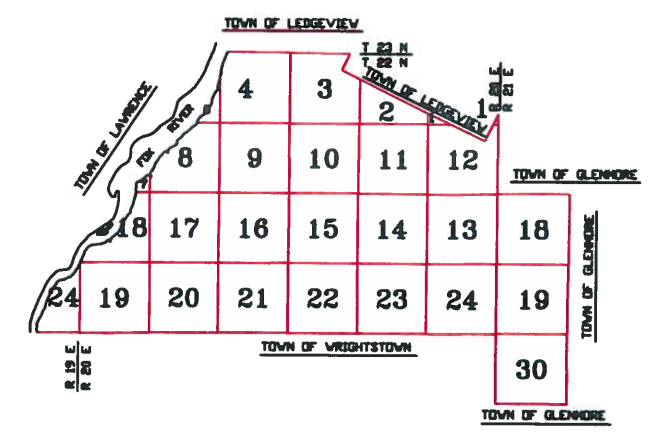 TOWN OF LEDGEVIEW
T 23 N
T 22 N
TOWN OF LEDGEVIEW
R 20 E
R 21 E
TOWN OF LAWRENCE
FOX RIVER
4 3 2 1
8 9 10 11 12
TOWN OF GLENMORE
18 17 16 15 14 13 18
TOWN OF GLENMORE
24 19 20 21 22 23 24 19
R 19 E
R 20 E
TOWN OF WRIGHTSTOWN
30
TOWN OF GLENMORE